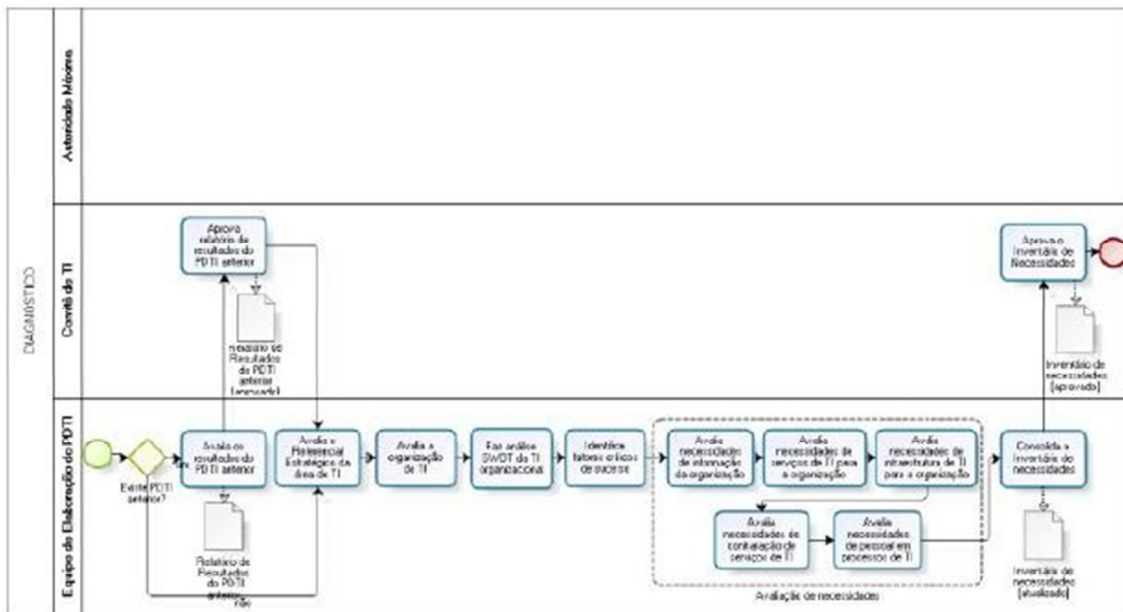 DIAGNÓSTICO
Autoridade Máxima
Comitê de TI
Equipe de Elaboração do PDTI
Aprova
relatório de
resultados do
PDTI anterior
Relatório de
Resultados
do PDTI
anterior
(aprovado)
Aprova o
Inventário de
Necessidades
Inventário de
necessidades
(aprovado)
Existe PDTI
anterior?
sim
não
Avalia os
resultados do
PDTI anterior
Relatório de
Resultados
do PDTI
anterior
Avalia o
Referencial
Estratégico da
área de TI
Avalia a
organização
de TI
Faz análise
SWOT da TI
organizacional
Identifica
fatores críticos
de sucesso
Avalia
necessidades
de informação
da organização
Avalia
necessidades de
serviços de TI para
a organização
Avalia
necessidades de
infraestrutura de TI
para a organização
Avalia
necessidades de
contratação de
serviços de TI
Avalia
necessidades
de pessoal em
processos de TI
Avaliação de necessidades
Consolida o
Inventário de
necessidades
Inventário de
necessidades
(atualizado)